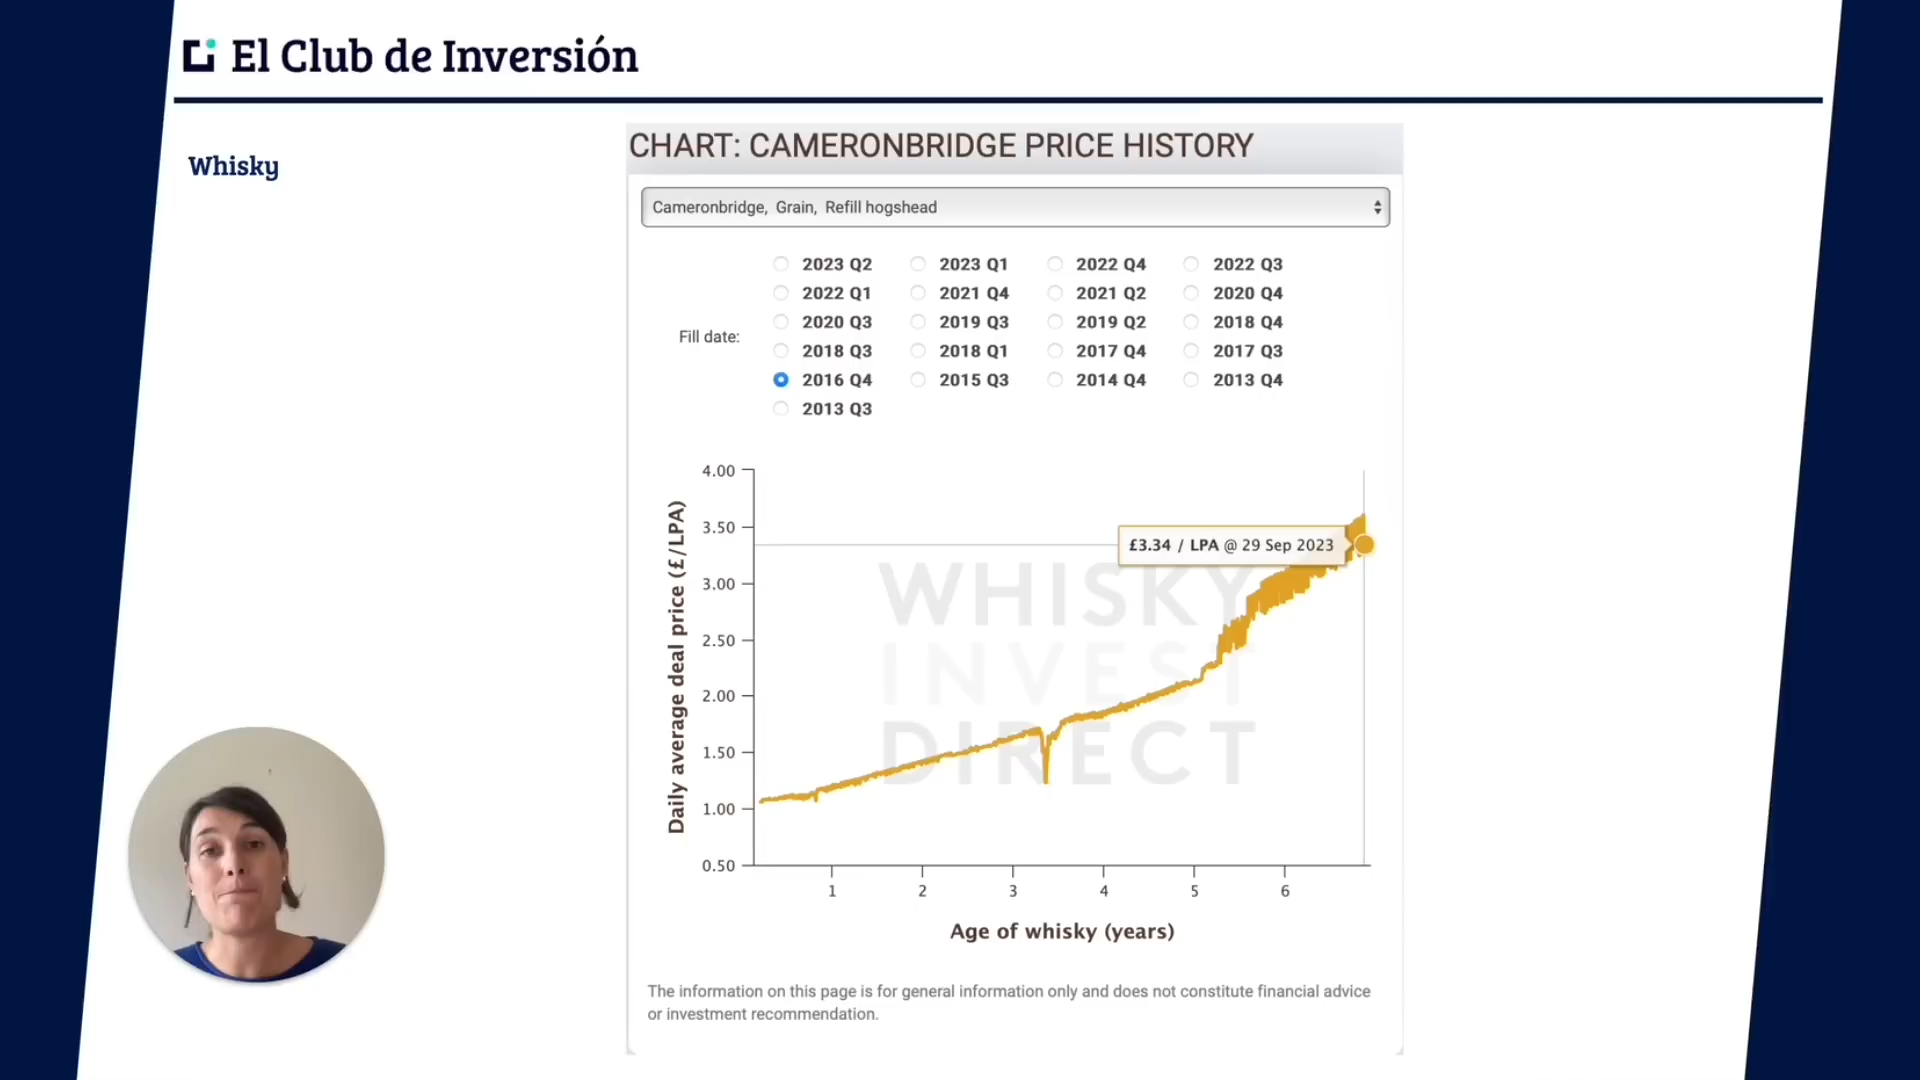 El Club de Inversión
Whisky
CHART: CAMERONBRIDGE PRICE HISTORY
Cameronbridge, Grain, Refill hogshead
Fill date:
2023 Q2 2023 Q1 2022 Q4 2022 Q3
2022 Q1 2021 Q4 2021 Q2 2020 Q4
2020 Q3 2019 Q3 2019 Q2 2018 Q4
2018 Q3 2018 Q1 2017 Q4 2017 Q3
2016 Q4 2015 Q3 2014 Q4 2013 Q4
2013 Q3
Daily average deal price (£/LPA)
4.00
3.50
3.00
2.50
2.00
1.50
1.00
0.50
£3.34 / LPA @ 29 Sep 2023
WHISKY
INVEST
DIRECT
1 2 3 4 5 6
Age of whisky (years)
The information on this page is for general information only and does not constitute financial advice
or investment recommendation.